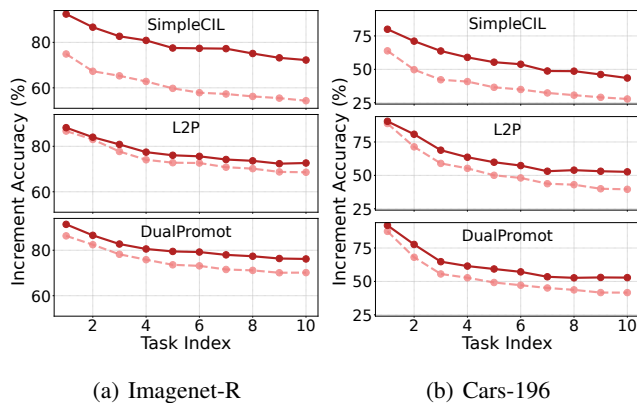 SimpleCIL
80
60
L2P
80
60
DualPromot
80
60
2 4 6 8 10
Task Index
Increment Accuracy (%)
(a) Imagenet-R
SimpleCIL
75
50
25
L2P
75
50
25
DualPromot
75
50
25
2 4 6 8 10
Task Index
Increment Accuracy (%)
(b) Cars-196